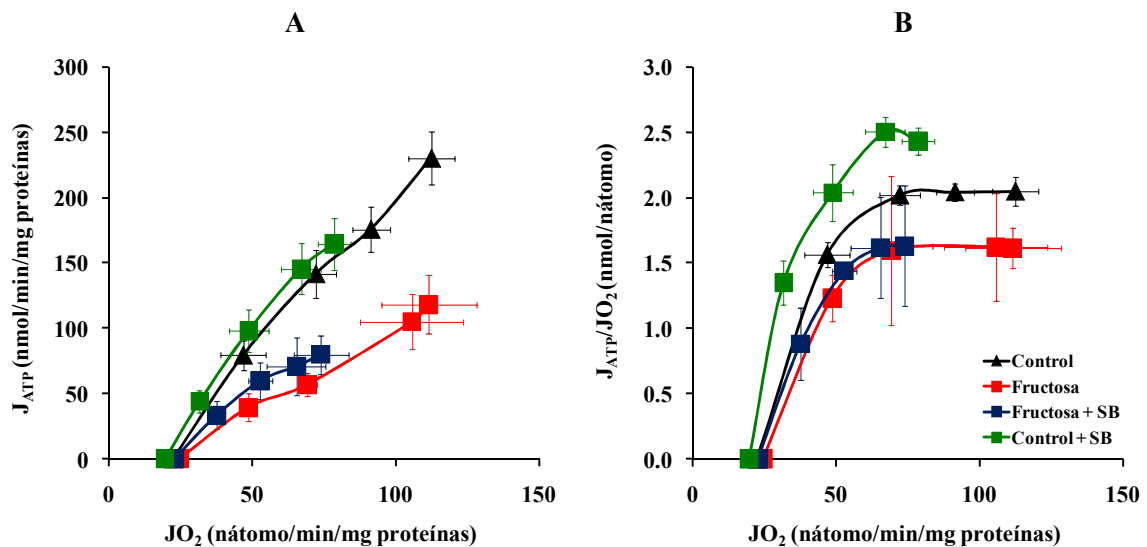 A
B
J_ATP (nmol/min/mg proteínas)
300
250
200
150
100
50
0
0
50
100
150
JO₂ (nátomo/min/mg proteínas)
J_ATP/JO₂ (nmol/nátomo)
3.0
2.5
2.0
1.5
1.0
0.5
0.0
0
50
100
150
JO₂ (nátomo/min/mg proteínas)
Control
Fructosa
Fructosa + SB
Control + SB